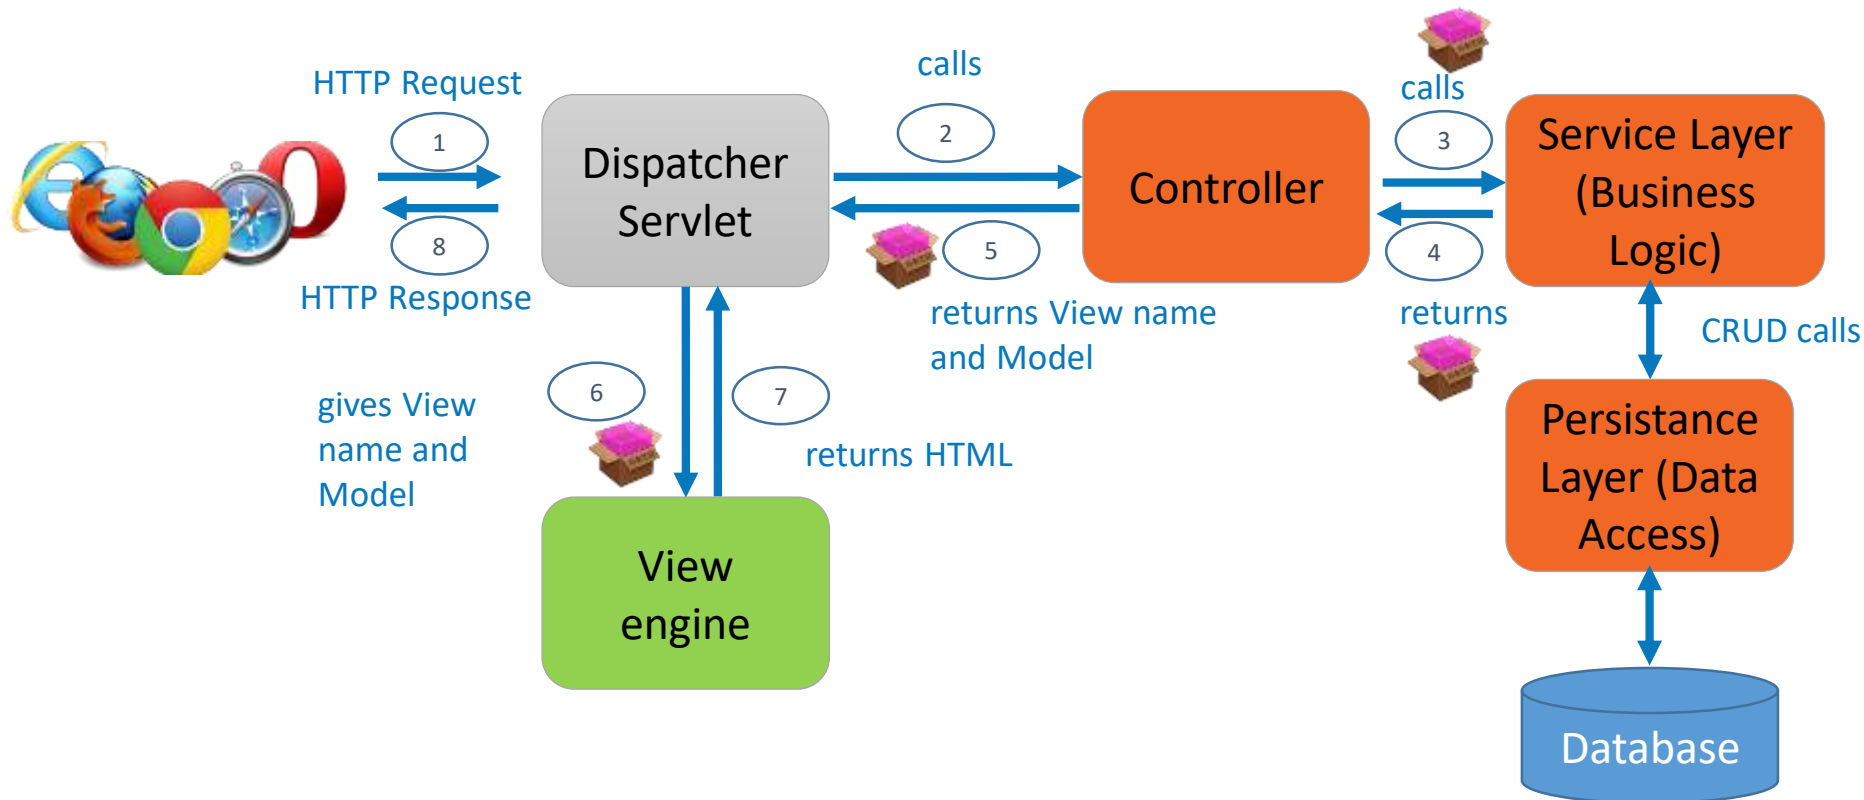 HTTP Request
1
8
HTTP Response
Dispatcher
Servlet
calls
2
5
returns View name
and Model
Controller
calls
3
4
returns
Service Layer
(Business
Logic)
CRUD calls
Persistance
Layer (Data
Access)
Database
gives View
name and
Model
6
7
returns HTML
View
engine